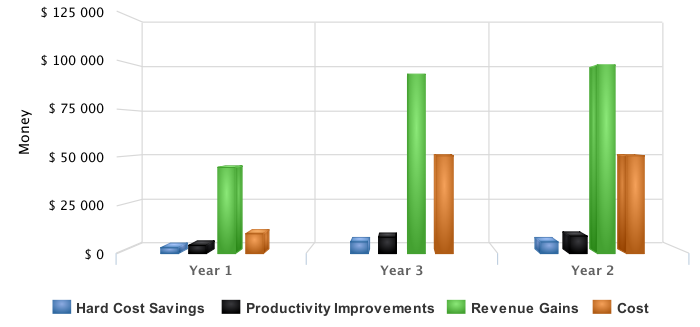 $ 125 000
$ 100 000
$ 75 000
$ 50 000
$ 25 000
$ 0
Money
Year 1
Year 3
Year 2
Hard Cost Savings
Productivity Improvements
Revenue Gains
Cost